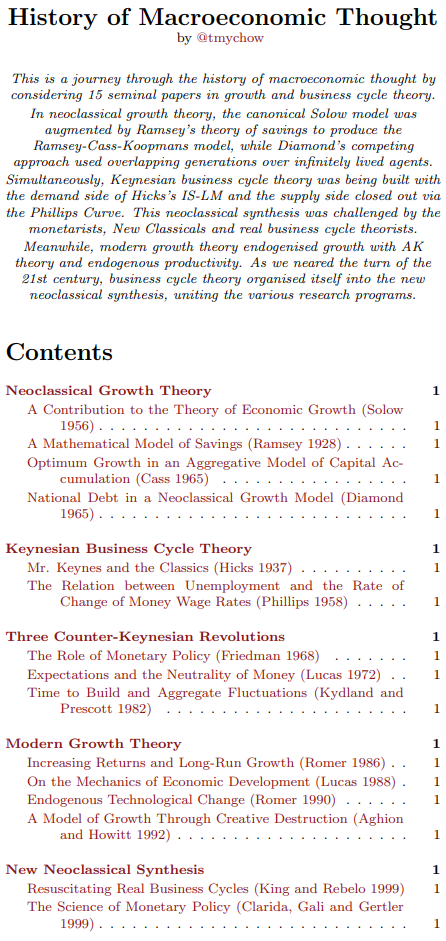 History of Macroeconomic Thought
by @tmychow
This is a journey through the history of macroeconomic thought by
considering 15 seminal papers in growth and business cycle theory.
In neoclassical growth theory, the canonical Solow model was
augmented by Ramsey's theory of savings to produce the
Ramsey-Cass-Koopmans model, while Diamond's competing
approach used overlapping generations over infinitely lived agents.
Simultaneously, Keynesian business cycle theory was being built with
the demand side of Hicks's IS-LM and the supply side closed out via
the Phillips Curve. This neoclassical synthesis was challenged by the
monetarists, New Classicals and real business cycle theorists.
Meanwhile, modern growth theory endogenised growth with AK
theory and endogenous productivity. As we neared the turn of the
21st century, business cycle theory organised itself into the new
neoclassical synthesis, uniting the various research programs.
Contents
Neoclassical Growth Theory 1
A Contribution to the Theory of Economic Growth (Solow
1956) . . . . . . . . . . . . . . . . . . . . . . . . . . . . 1
A Mathematical Model of Savings (Ramsey 1928) . . . . . . 1
Optimum Growth in an Aggregative Model of Capital Ac-
cumulation (Cass 1965) . . . . . . . . . . . . . . . . . 1
National Debt in a Neoclassical Growth Model (Diamond
1965) . . . . . . . . . . . . . . . . . . . . . . . . . . . . 1
Keynesian Business Cycle Theory 1
Mr. Keynes and the Classics (Hicks 1937) . . . . . . . . . . 1
The Relation between Unemployment and the Rate of
Change of Money Wage Rates (Phillips 1958) . . . . . 1
Three Counter-Keynesian Revolutions 1
The Role of Monetary Policy (Friedman 1968) . . . . . . . 1
Expectations and the Neutrality of Money (Lucas 1972) . . 1
Time to Build and Aggregate Fluctuations (Kydland and
Prescott 1982) . . . . . . . . . . . . . . . . . . . . . . 1
Modern Growth Theory 1
Increasing Returns and Long-Run Growth (Romer 1986) . . 1
On the Mechanics of Economic Development (Lucas 1988) . 1
Endogenous Technological Change (Romer 1990) . . . . . . 1
A Model of Growth Through Creative Destruction (Aghion
and Howitt 1992) . . . . . . . . . . . . . . . . . . . . . 1
New Neoclassical Synthesis 1
Resuscitating Real Business Cycles (King and Rebelo 1999) 1
The Science of Monetary Policy (Clarida, Gali and Gertler
1999) . . . . . . . . . . . . . . . . . . . . . . . . . . . . 1